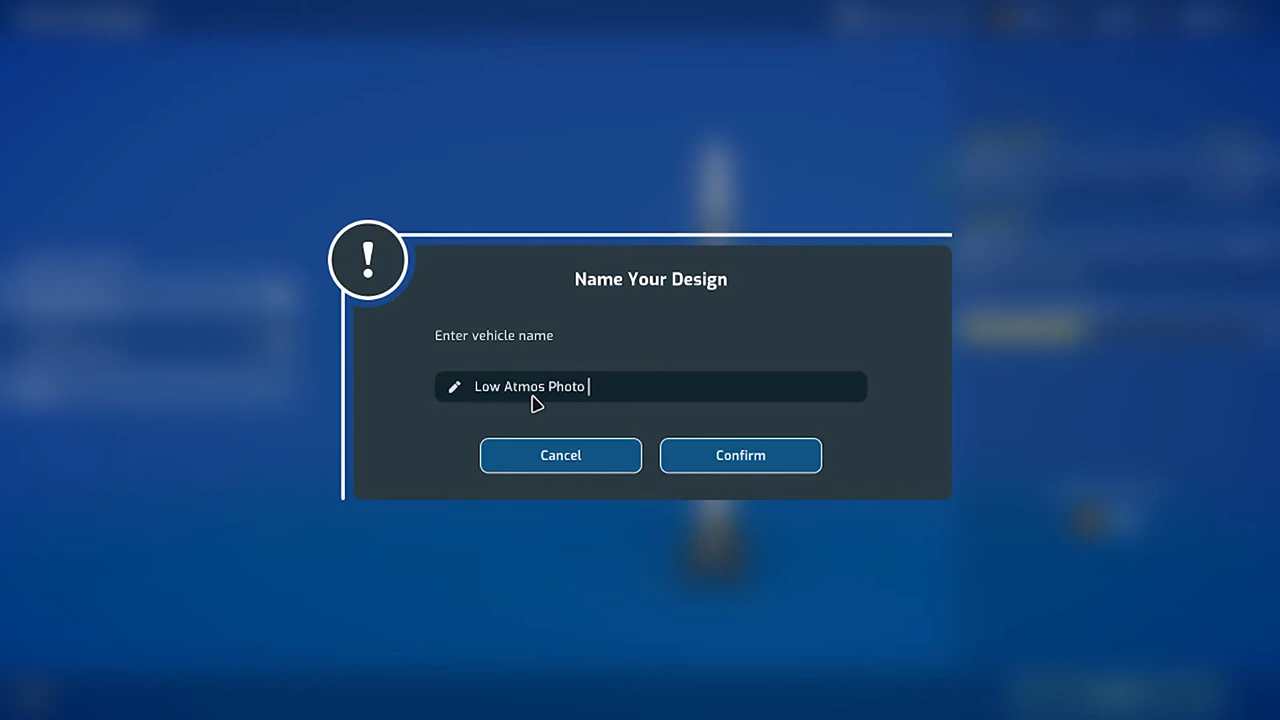 !
Name Your Design
Enter vehicle name
Low Atmos Photo
Cancel
Confirm